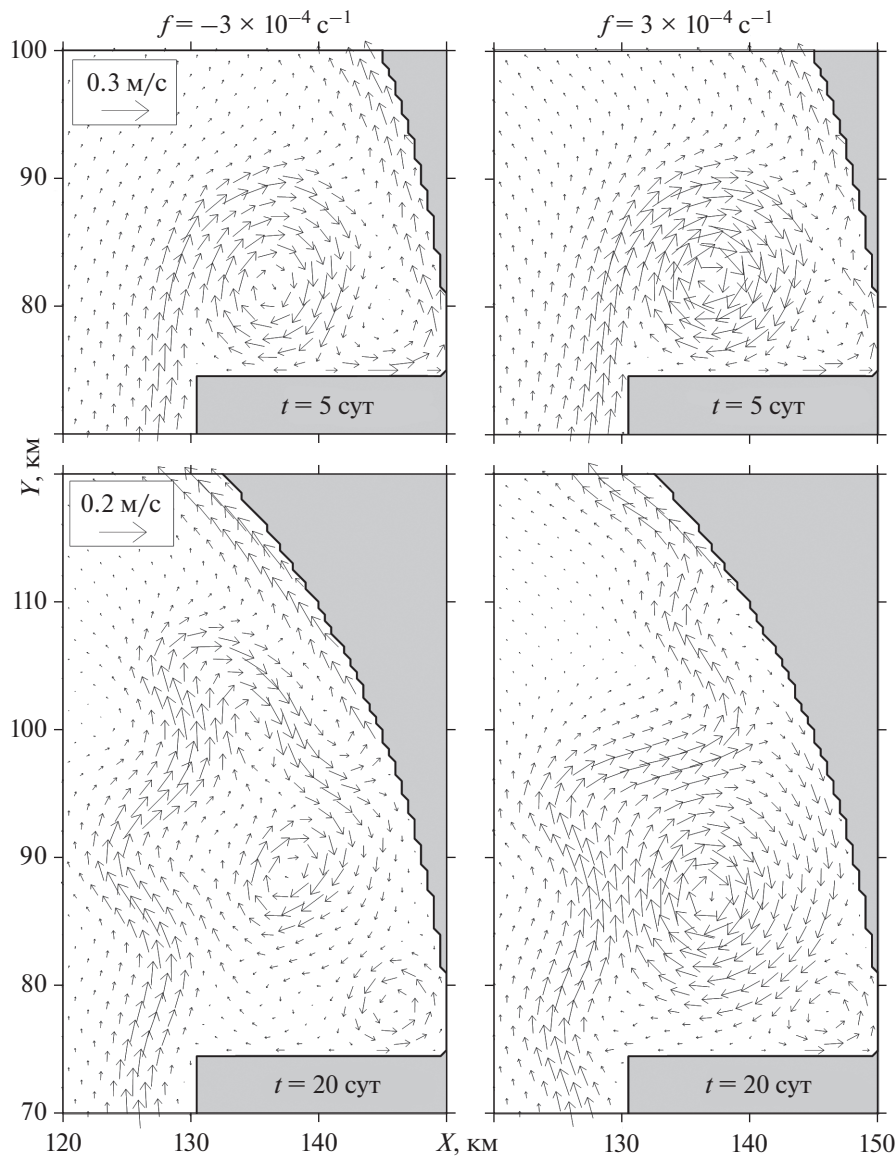 f = −3 × 10⁻⁴ с⁻¹
f = 3 × 10⁻⁴ с⁻¹
100
0.3 м/с
90
80
t = 5 сут
t = 5 сут
Y, км
0.2 м/с
110
100
90
80
t = 20 сут
t = 20 сут
70
120 130 140 X, км 130 140 150